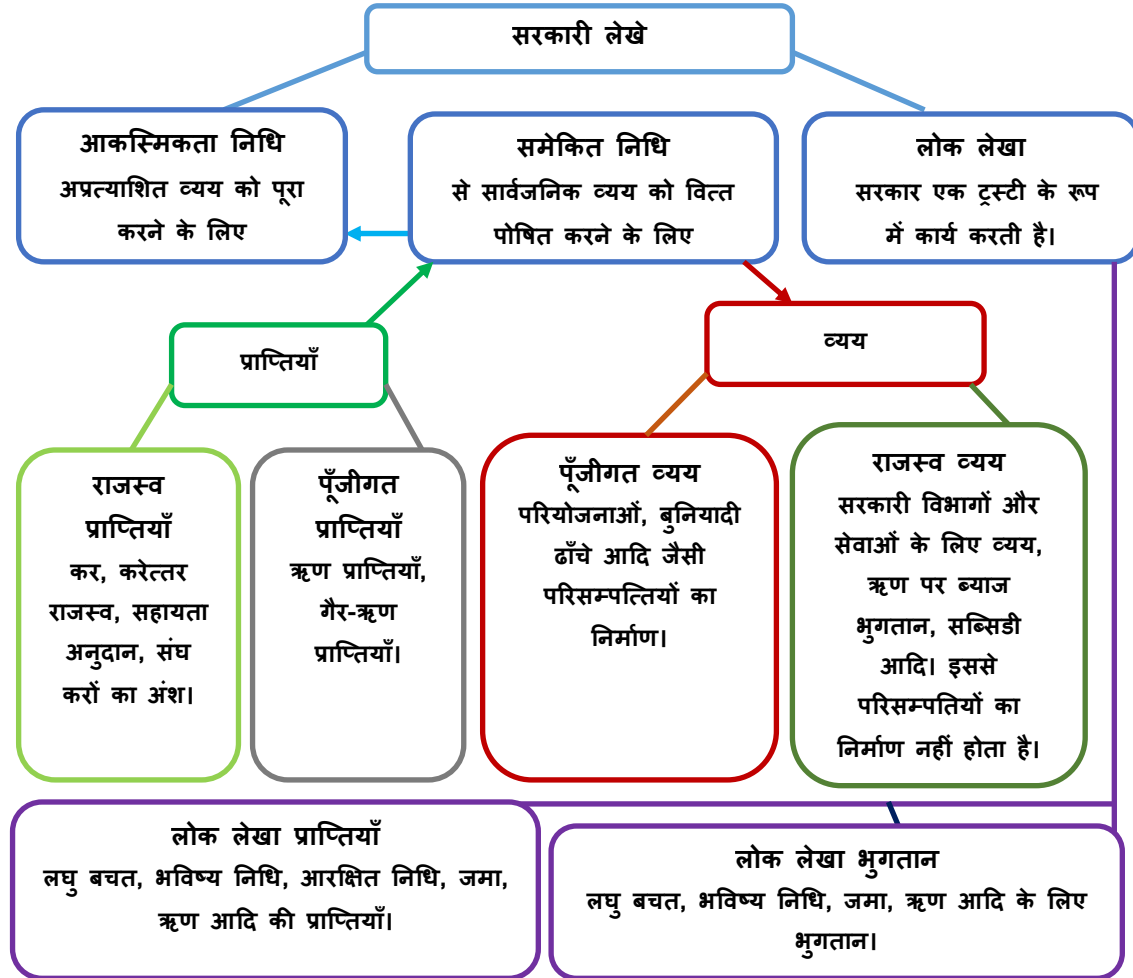 सरकारी लेखे
आकस्मिकता निधि
अप्रत्याशित व्यय को पूरा
करने के लिए
समेकित निधि
से सार्वजनिक व्यय को वित्त
पोषित करने के लिए
लोक लेखा
सरकार एक ट्रस्टी के रूप
में कार्य करती है।
प्राप्तियाँ
व्यय
राजस्व
प्राप्तियाँ
कर, करेत्तर
राजस्व, सहायता
अनुदान, संघ
करों का अंश।
पूँजीगत
प्राप्तियाँ
ऋण प्राप्तियाँ,
गैर-ऋण
प्राप्तियाँ।
पूँजीगत व्यय
परियोजनाओं, बुनियादी
ढाँचे आदि जैसी
परिसम्पत्तियों का
निर्माण।
राजस्व व्यय
सरकारी विभागों और
सेवाओं के लिए व्यय,
ऋण पर ब्याज
भुगतान, सब्सिडी
आदि। इससे
परिसम्पतियों का
निर्माण नहीं होता है।
लोक लेखा प्राप्तियाँ
लघु बचत, भविष्य निधि, आरक्षित निधि, जमा,
ऋण आदि की प्राप्तियाँ।
लोक लेखा भुगतान
लघु बचत, भविष्य निधि, जमा, ऋण आदि के लिए
भुगतान।